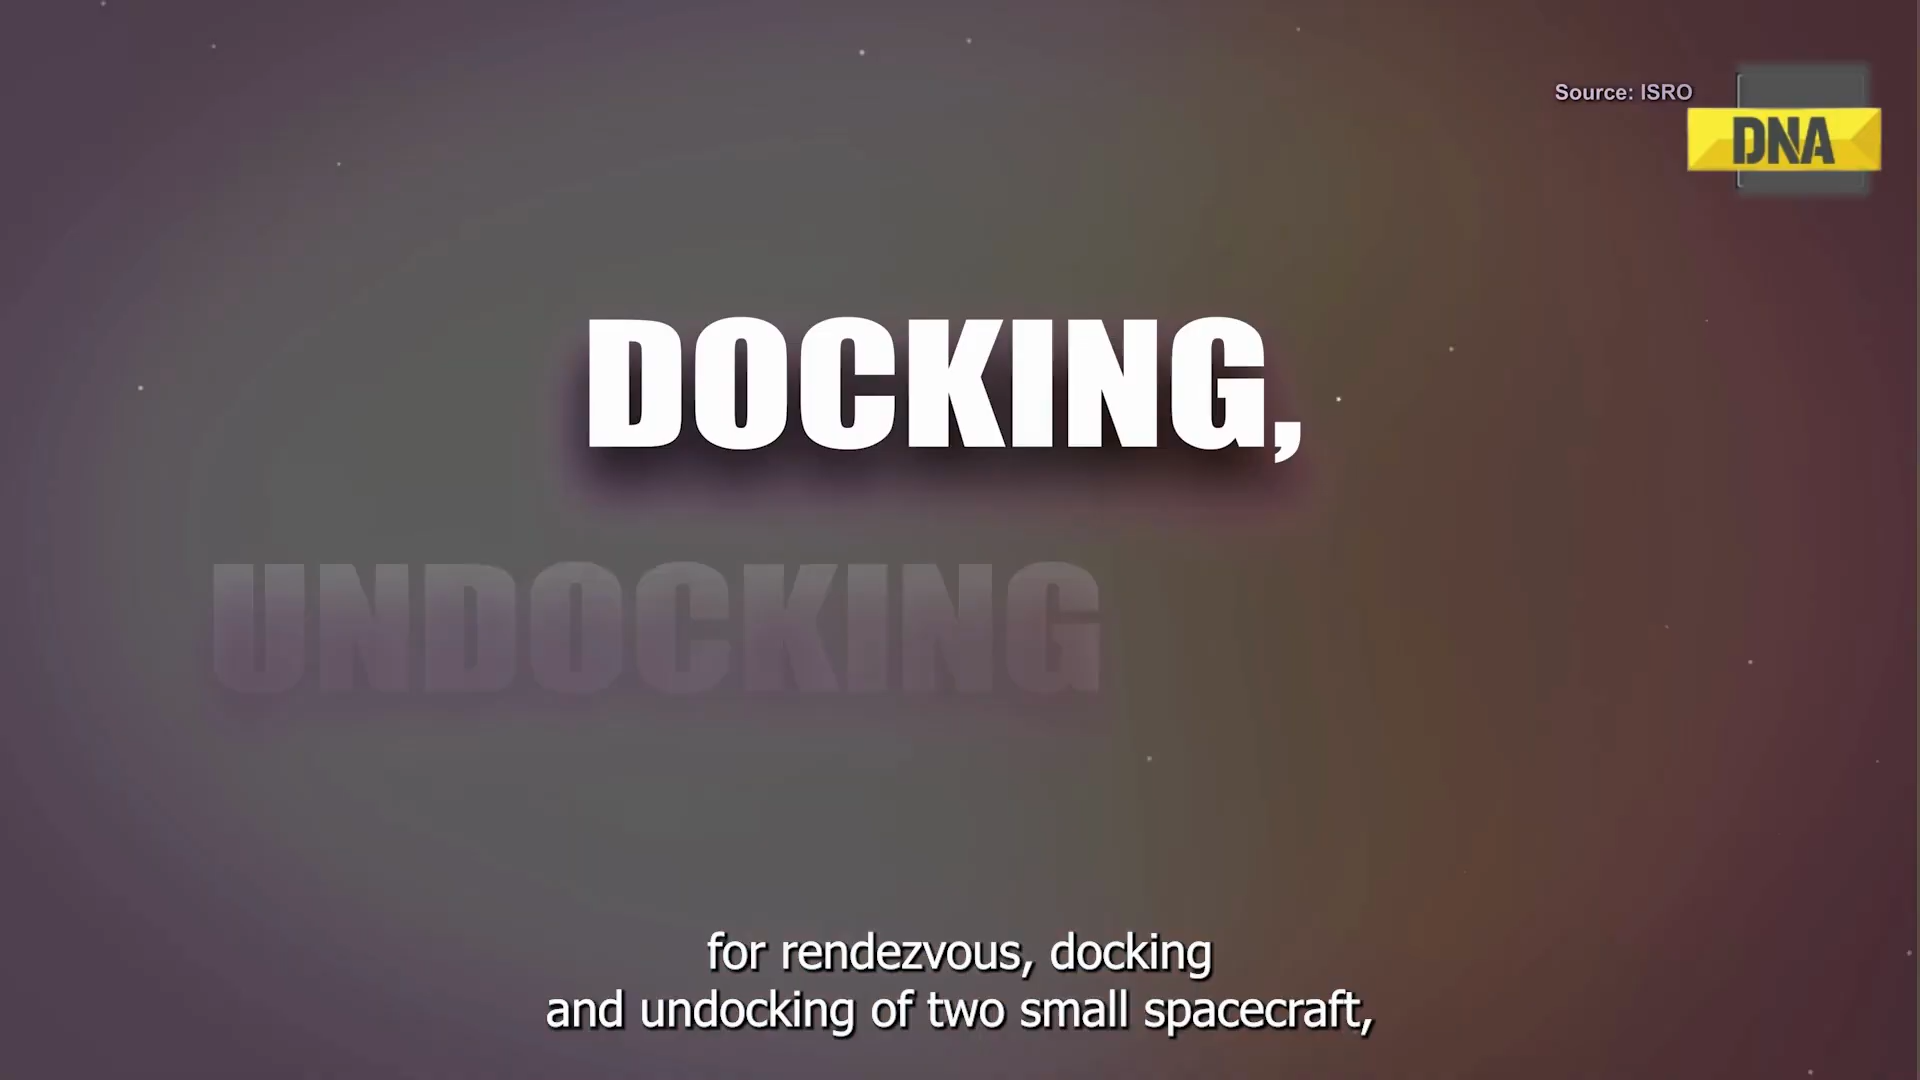 Source: ISRO
DNA
DOCKING,
UNDOCKING
for rendezvous, docking
and undocking of two small spacecraft,